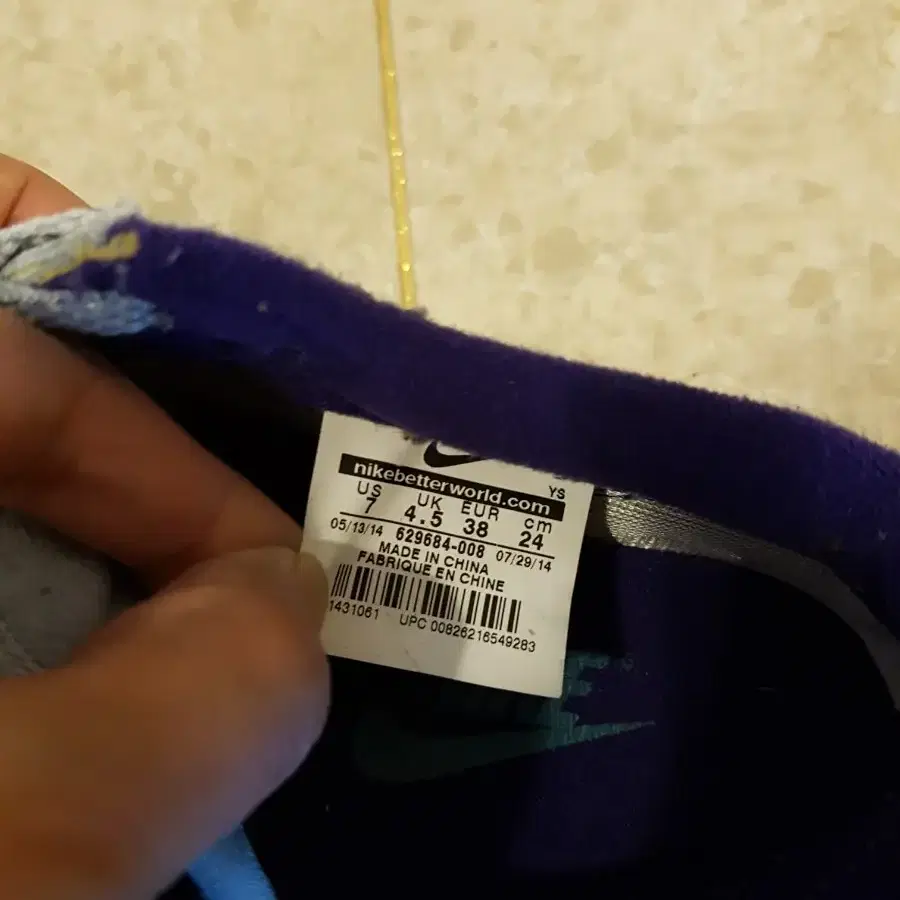 YS
nikebetterworld.com
US UK EUR cm
7 4.5 38 24
05/13/14 629684-008 07/29/14
MADE IN CHINA
FABRIQUE EN CHINE
1431061 UPC 00826216549283